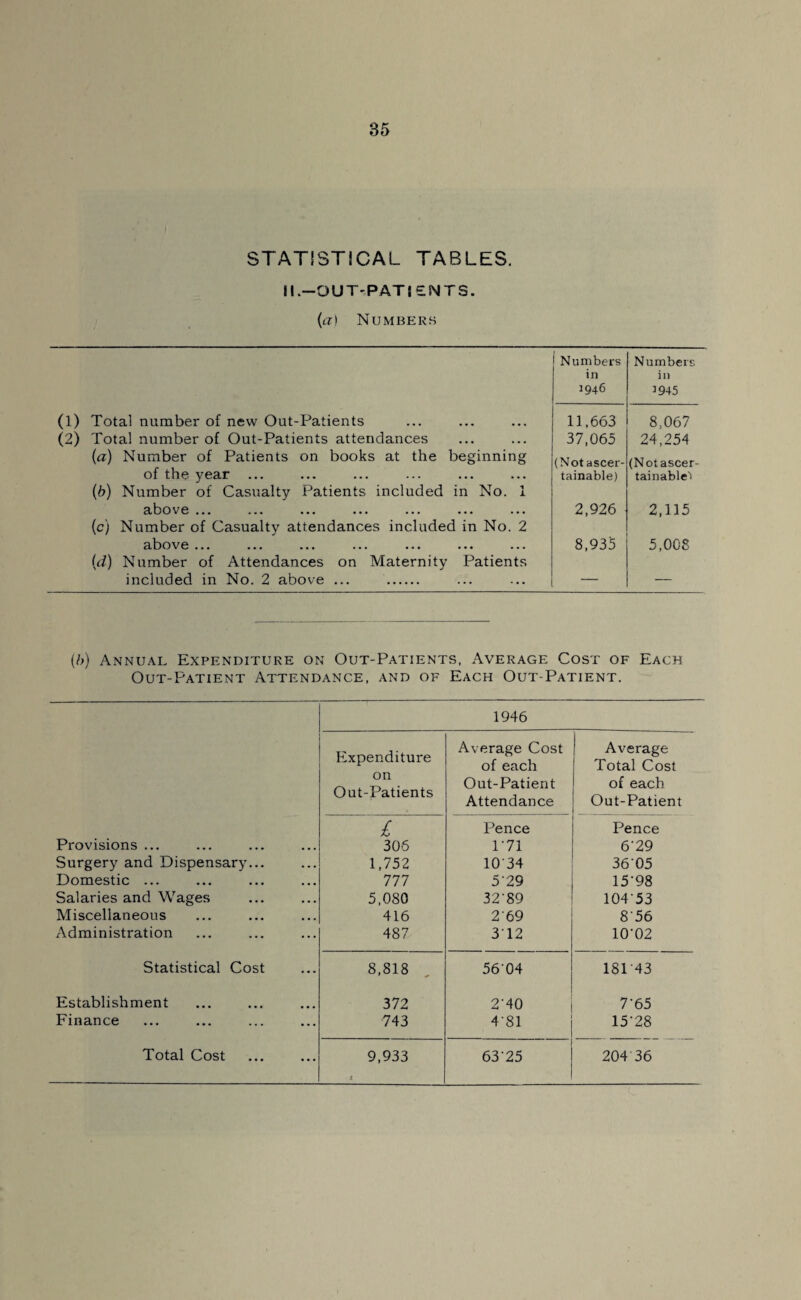 35
STATISTICAL TABLES.
II.—OUT-PATIENTS.
(a) NUMBERS
Numbers in 1946 Numbers in 1945
(1) Total number of new Out-Patients ... ... ... 11,663 8,067
(2) Total number of Out-Patients attendances ... ... 37,065 24,254
(a) Number of Patients on books at the beginning
of the year ... ... ... ... ... ... (Not ascertainable) (Not ascertainable)
(b) Number of Casualty Patients included in No. 1
above ... ... ... ... ... ... ... 2,926 2,115
(c) Number of Casualty attendances included in No. 2
above ... ... ... ... ... ... ... 8,935 5,008
(d) Number of Attendances on Maternity Patients
included in No. 2 above ... ...... ... ... — —
(b) ANNUAL EXPENDITURE ON OUT-PATIENTS, AVERAGE COST OF EACH
OUT-PATIENT ATTENDANCE, AND OF EACH OUT-PATIENT.
1946
Expenditure on Out-Patients Average Cost of each Out-Patient Attendance Average Total Cost of each Out-Patient
£ Pence Pence
Provisions ... ... ... ... 306 1·71 6·29
Surgery and Dispensary... ... 1,752 10·34 36·05
Domestic ... ... ... ... 777 5·29 15·98
Salaries and Wages ... ... 5,080 32·89 104·53
Miscellaneous ... ... ... 416 2·69 8·56
Administration ... ... ... 487 3·12 10·02
Statistical Cost ... 8,818 56·04 181·43
Establishment ... ... ... 372 2·40 7·65
Finance ... ... ... ... 743 4·81 15·28
Total Cost ... ... 9,933 63·25 204·36